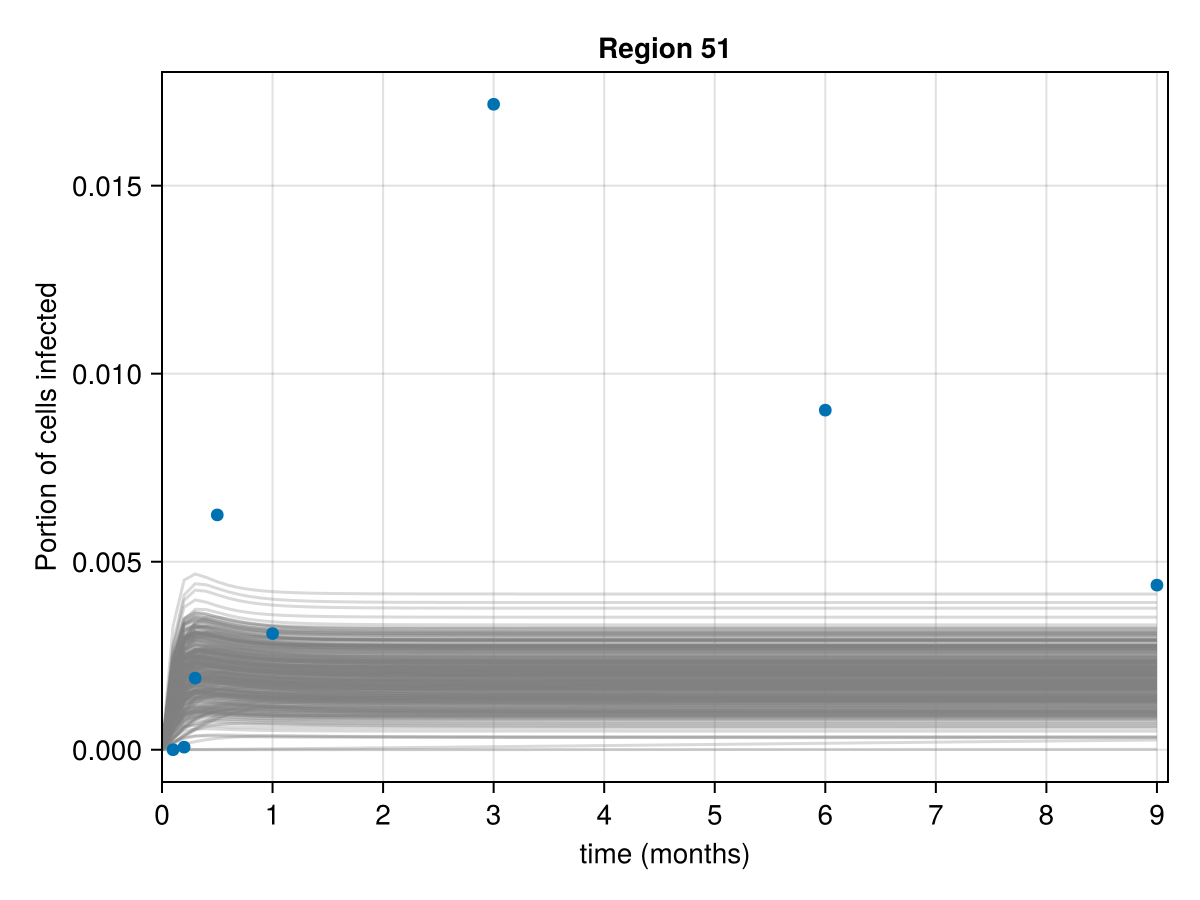 Region 51
Portion of cells infected
0.015
0.010
0.005
0.000
0 1 2 3 4 5 6 7 8 9
time (months)